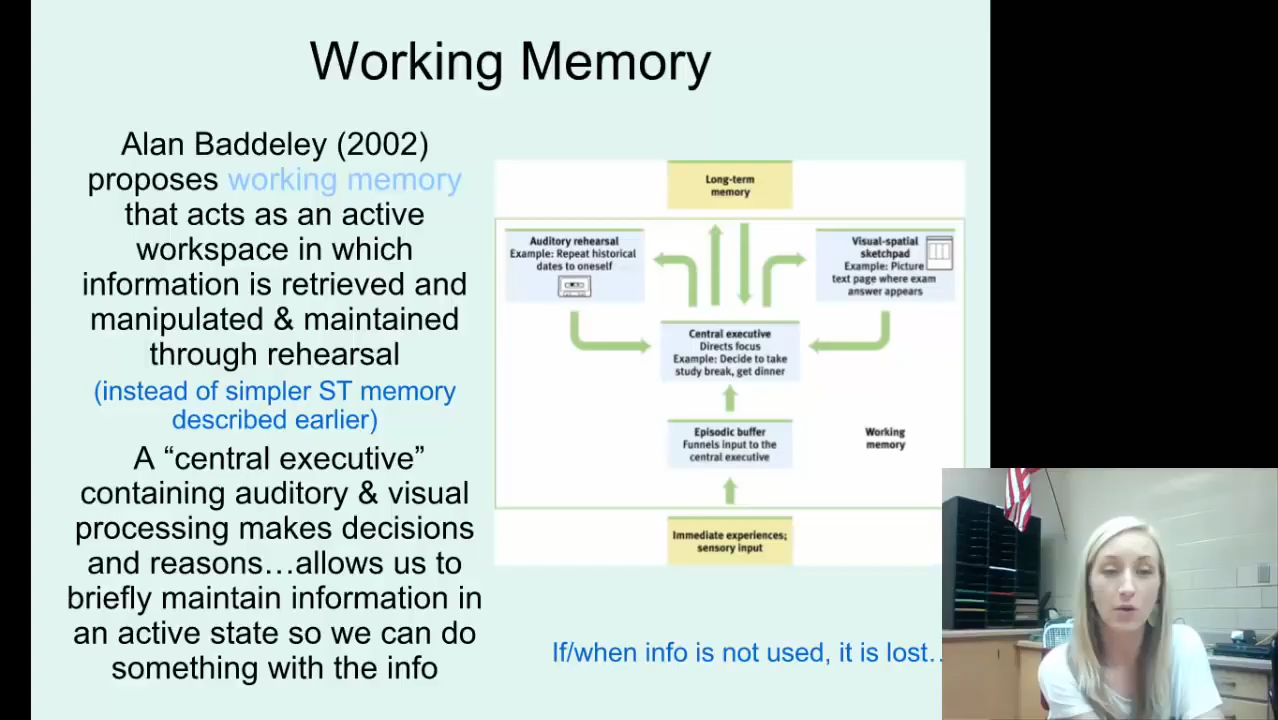 Working Memory
Alan Baddeley (2002)
proposes working memory
that acts as an active
workspace in which
information is retrieved and
manipulated & maintained
through rehearsal
(instead of simpler ST memory
described earlier)
A “central executive”
containing auditory & visual
processing makes decisions
and reasons…allows us to
briefly maintain information in
an active state so we can do
something with the info
Long-term
memory
Auditory rehearsal
Example: Repeat historical
dates to oneself
Visual-spatial
sketchpad
Example: Picture
text page where exam
answer appears
Central executive
Directs focus
Example: Decide to take
study break, get dinner
Episodic buffer
Funnels input to the
central executive
Working
memory
Immediate experiences;
sensory input
If/when info is not used, it is lost..